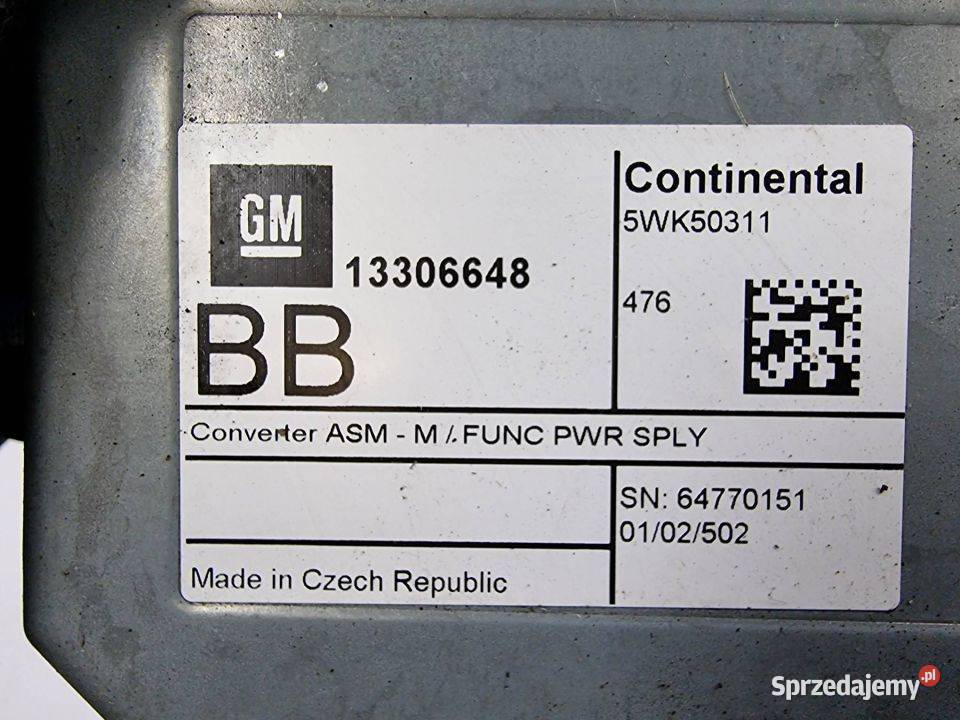 GM
13306648
BB
Continental
5WK50311
476
Converter ASM - M /. FUNC PWR SPLY
SN: 64770151
01/02/502
Made in Czech Republic
Sprzedajemy.pl